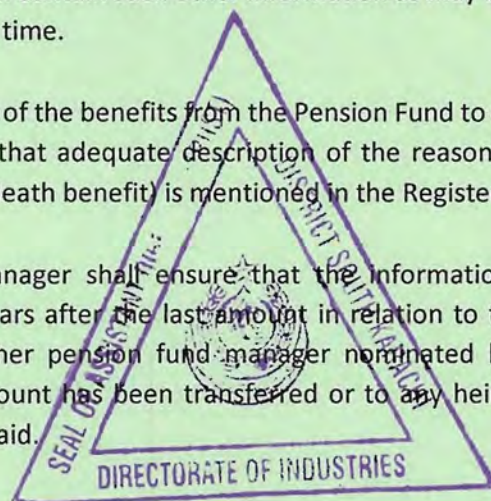 time.
of the benefits from the Pension Fund to
that adequate description of the reason
eath benefit) is mentioned in the Registe
anager shall ensure that the informatio
ars after the last amount in relation to
her pension fund manager nominated
ount has been transferred or to any hei
aid.
SEAL OF ASSISTANT
DISTRICT SOUTH KARACHI
DIRECTORATE OF INDUSTRIES